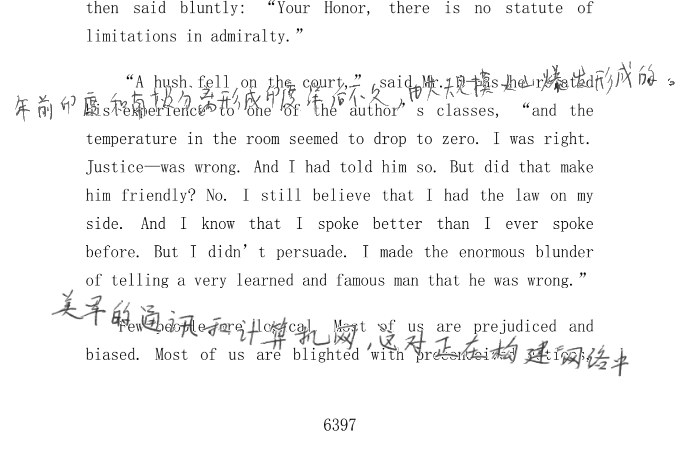 then said bluntly: “Your Honor, there is no statute of
limitations in admiralty.”
“A hush fell on the court,” said Mr. as he related
年前印度和南极分离形成印度洋后不久，由大规模火山爆发形成的。
his experience to one of the author’s classes, “and the
temperature in the room seemed to drop to zero. I was right.
Justice—was wrong. And I had told him so. But did that make
him friendly? No. I still believe that I had the law on my
side. And I know that I spoke better than I ever spoke
before. But I didn’t persuade. I made the enormous blunder
of telling a very learned and famous man that he was wrong.”
美军的通讯和计算机网，这对正在构建“网络中
Few people are logical. Most of us are prejudiced and
biased. Most of us are blighted with preconceived notions,
6397